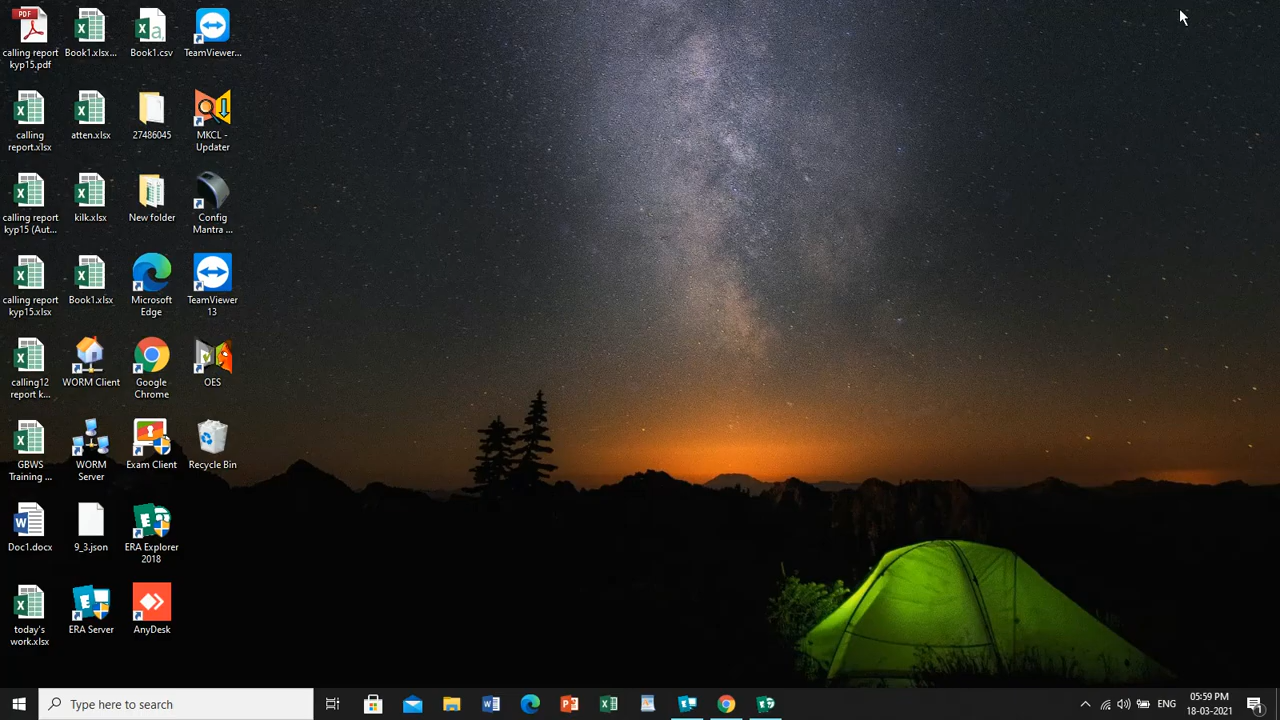 PDF
calling report
kyp15.pdf
Book1.xlsx...
Book1.csv
TeamViewer...
calling
report.xlsx
atten.xlsx
27486045
MKCL -
Updater
calling report
kyp15 (Aut...
kilk.xlsx
New folder
Config
Mantra ...
calling report
kyp15.xlsx
Book1.xlsx
Microsoft
Edge
TeamViewer
13
calling12
report k...
WORM Client
Google
Chrome
OES
GBWS
Training ...
WORM
Server
Exam Client
Recycle Bin
Doc1.docx
9_3.json
ERA Explorer
2018
today's
work.xlsx
ERA Server
AnyDesk
Type here to search
ENG
05:59 PM
18-03-2021
1